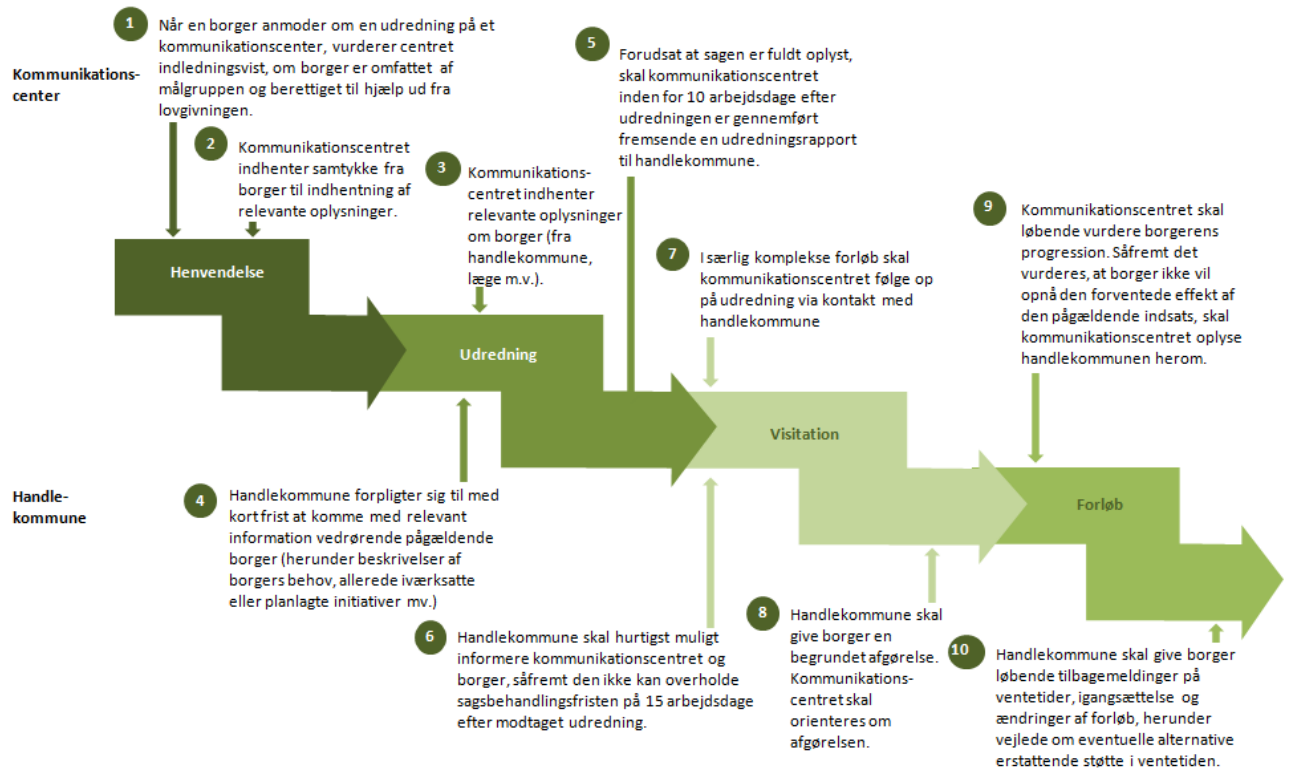 Kommunikations-
center
1
Når en borger anmoder om en udredning på et
kommunikationscenter, vurderer centret
indledningsvist, om borger er omfattet af
målgruppen og berettiget til hjælp ud fra
lovgivningen.
2
Kommunikationscentret
indhenter samtykke fra
borger til indhentning af
relevante oplysninger.
3
Kommunikations-
centret indhenter
relevante oplysninger
om borger (fra
handlekommune,
læge m.v.).
5
Forudsat at sagen er fuldt oplyst,
skal kommunikationscentret
inden for 10 arbejdsdage efter
udredningen er gennemført
fremsende en udredningsrapport
til handlekommune.
7
I særlig komplekse forløb skal
kommunikationscentret følge op
på udredning via kontakt med
handlekommune
9
Kommunikationscentret skal
løbende vurdere borgerens
progression. Såfremt det
vurderes, at borger ikke vil
opnå den forventede effekt af
den pågældende indsats, skal
kommunikationscentret oplyse
handlekommunen herom.
Henvendelse
Udredning
Visitation
Forløb
Handle-
kommune
4
Handlekommune forpligter sig til med
kort frist at komme med relevant
information vedrørende pågældende
borger (herunder beskrivelser af
borgers behov, allerede iværksatte
eller planlagte initiativer mv.)
6
Handlekommune skal hurtigst muligt
informere kommunikationscentret og
borger, såfremt den ikke kan overholde
sagsbehandlingsfristen på 15 arbejdsdage
efter modtaget udredning.
8
Handlekommune skal
give borger en
begrundet afgørelse.
Kommunikations-
centret skal
orienteres om
afgørelsen.
10
Handlekommune skal give borger
løbende tilbagemeldinger på
ventetider, igangsættelse og
ændringer af forløb, herunder
vejlede om eventuelle alternative
erstattende støtte i ventetiden.